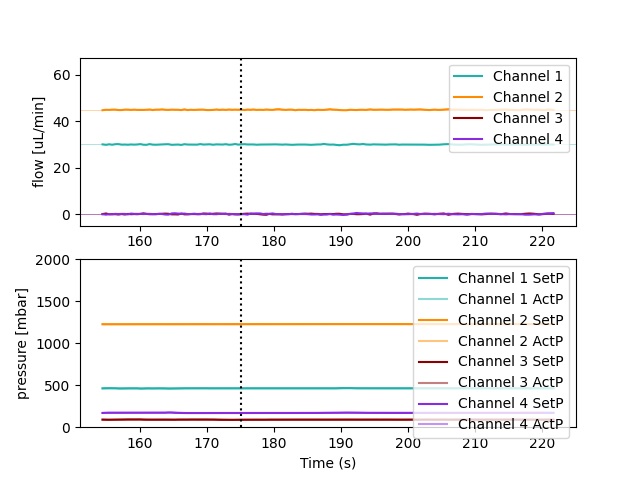 flow [uL/min]
60
40
20
0
Channel 1
Channel 2
Channel 3
Channel 4
160 170 180 190 200 210 220
pressure [mbar]
2000
1500
1000
500
0
Channel 1 SetP
Channel 1 ActP
Channel 2 SetP
Channel 2 ActP
Channel 3 SetP
Channel 3 ActP
Channel 4 SetP
Channel 4 ActP
160 170 180 190 200 210 220
Time (s)